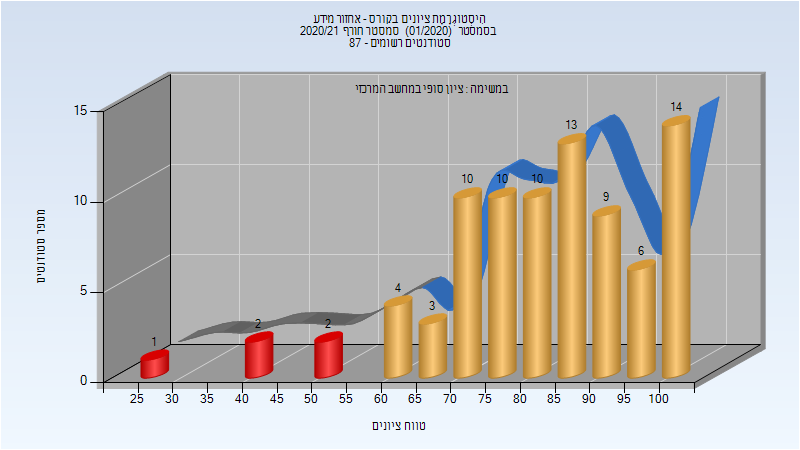 היסטוגרמת ציונים בקורס - אחזור מידע
בסמסטר (01/2020) סמסטר חורף 2020/21
סטודנטים רשומים - 87
במשימה : ציון סופי במחשב המרכזי
מספר סטודנטים
15
10
5
0
1
2
2
4
3
10
10
10
13
9
6
14
25 30 35 40 45 50 55 60 65 70 75 80 85 90 95 100
טווח ציונים